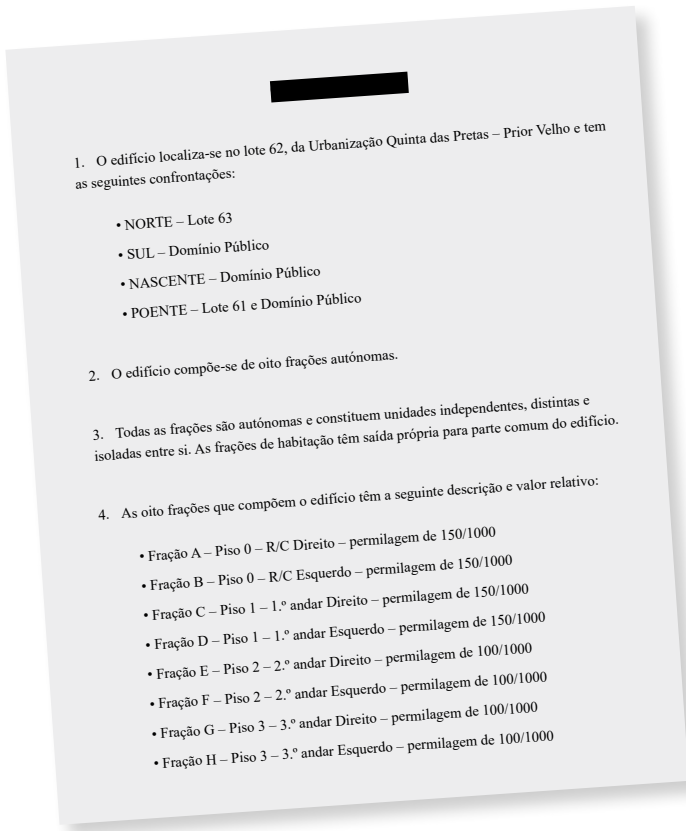 1. O edifício localiza-se no lote 62, da Urbanização Quinta das Pretas – Prior Velho e tem
as seguintes confrontações:
• NORTE – Lote 63
• SUL – Domínio Público
• NASCENTE – Domínio Público
• POENTE – Lote 61 e Domínio Público
2. O edifício compõe-se de oito frações autónomas.
3. Todas as frações são autónomas e constituem unidades independentes, distintas e
isoladas entre si. As frações de habitação têm saída própria para parte comum do edifício.
4. As oito frações que compõem o edifício têm a seguinte descrição e valor relativo:
• Fração A – Piso 0 – R/C Direito – permilagem de 150/1000
• Fração B – Piso 0 – R/C Esquerdo – permilagem de 150/1000
• Fração C – Piso 1 – 1.º andar Direito – permilagem de 150/1000
• Fração D – Piso 1 – 1.º andar Esquerdo – permilagem de 150/1000
• Fração E – Piso 2 – 2.º andar Direito – permilagem de 100/1000
• Fração F – Piso 2 – 2.º andar Esquerdo – permilagem de 100/1000
• Fração G – Piso 3 – 3.º andar Direito – permilagem de 100/1000
• Fração H – Piso 3 – 3.º andar Esquerdo – permilagem de 100/1000